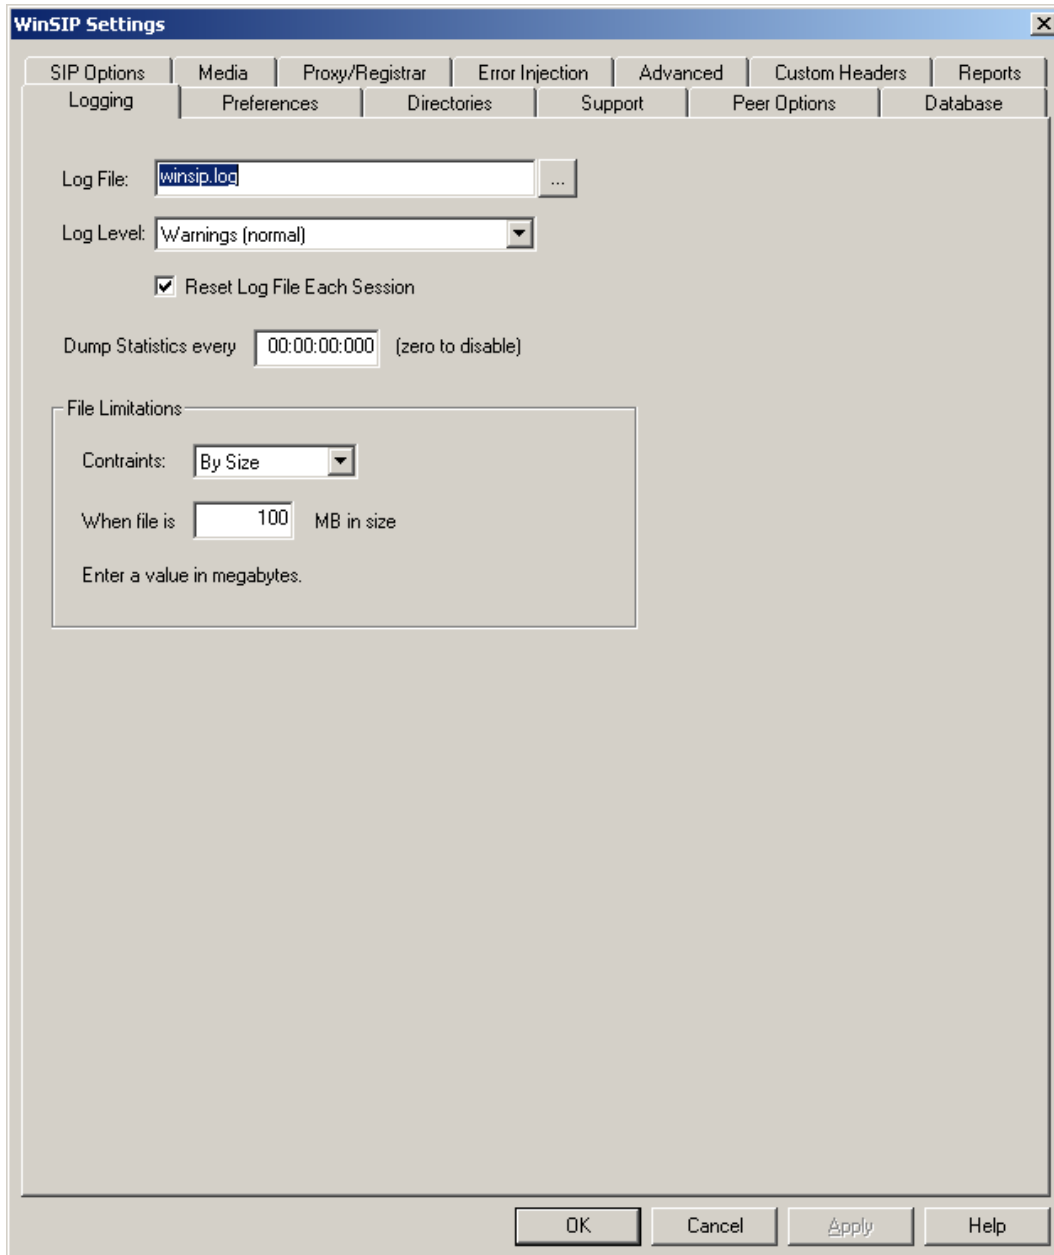 WinSIP Settings
SIP Options Media Proxy/Registrar Error Injection Advanced Custom Headers Reports
Logging Preferences Directories Support Peer Options Database
Log File: winsip.log ...
Log Level: Warnings (normal)
Reset Log File Each Session
Dump Statistics every 00:00:00:000 (zero to disable)
File Limitations
Contraints: By Size
When file is 100 MB in size
Enter a value in megabytes.
OK Cancel Apply Help